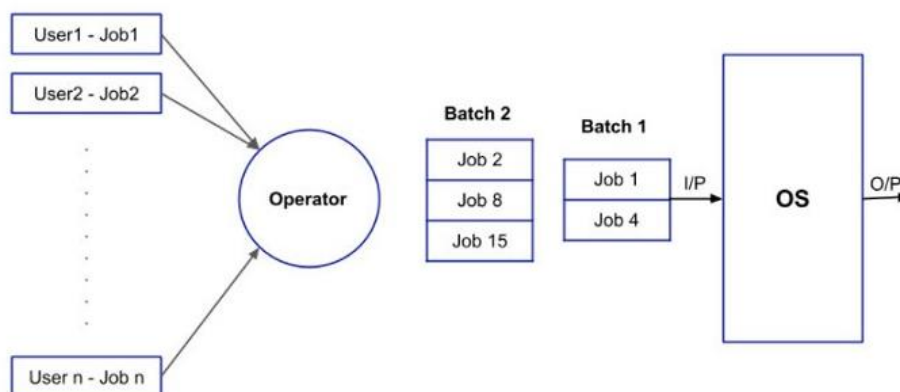 User1 - Job1
User2 - Job2
User n - Job n
Operator
Batch 2
Job 2
Job 8
Job 15
Batch 1
Job 1
Job 4
I/P
OS
O/P